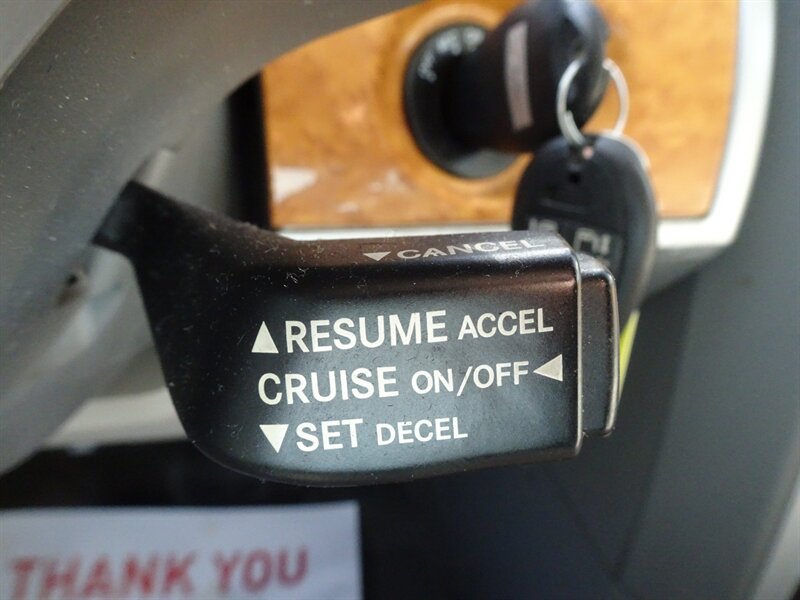 ▼CANCEL
▲RESUME ACCEL
CRUISE ON/OFF◀
▼SET DECEL
THANK YOU